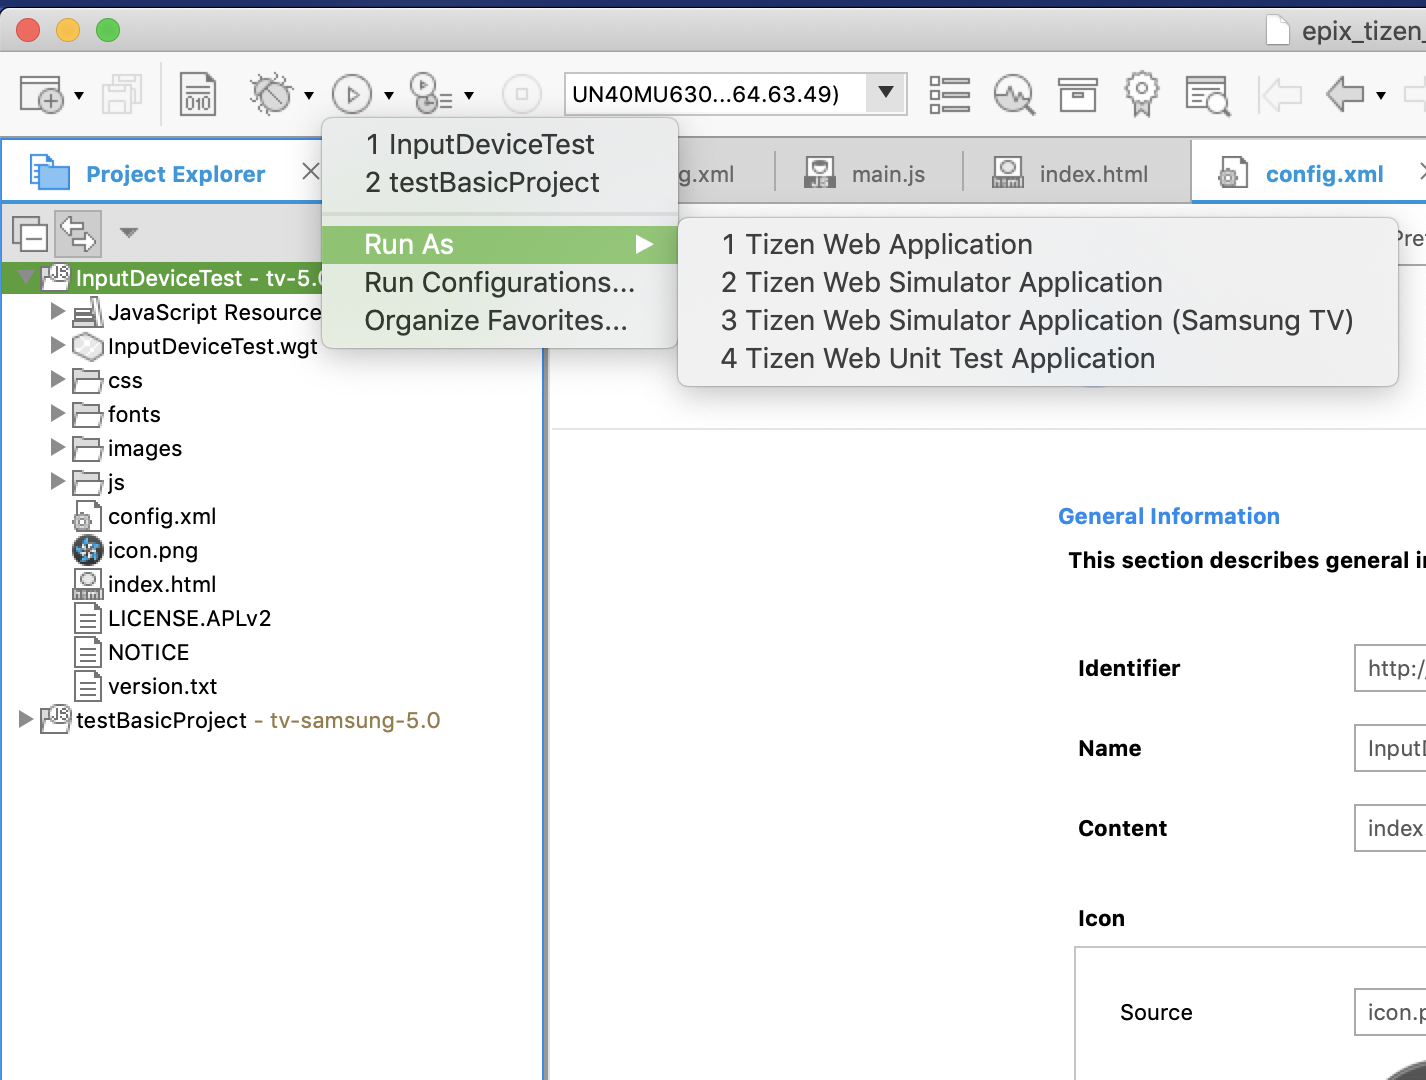 epix_tizen_
010
UN40MU630...64.63.49)
Project Explorer
g.xml
main.js
index.html
config.xml
1 InputDeviceTest
2 testBasicProject
Run As
Run Configurations...
Organize Favorites...
1 Tizen Web Application
2 Tizen Web Simulator Application
3 Tizen Web Simulator Application (Samsung TV)
4 Tizen Web Unit Test Application
InputDeviceTest - tv-5.0
JavaScript Resource
InputDeviceTest.wgt
css
fonts
images
js
config.xml
icon.png
index.html
LICENSE.APLv2
NOTICE
version.txt
testBasicProject - tv-samsung-5.0
General Information
This section describes general i
Identifier
http:/
Name
Input
Content
index
Icon
Source
icon.p